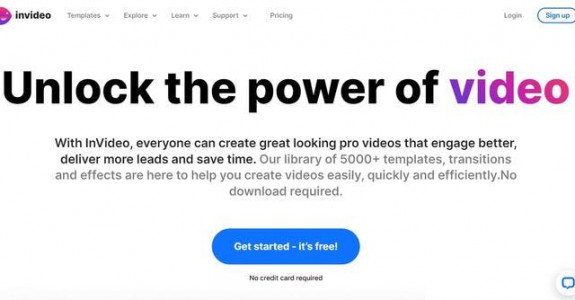 invideo Templates Explore Learn Support Pricing Login Sign up
Unlock the power of video
With InVideo, everyone can create great looking pro videos that engage better,
deliver more leads and save time. Our library of 5000+ templates, transitions
and effects are here to help you create videos easily, quickly and efficiently.No
download required.
Get started - it's free!
No credit card required